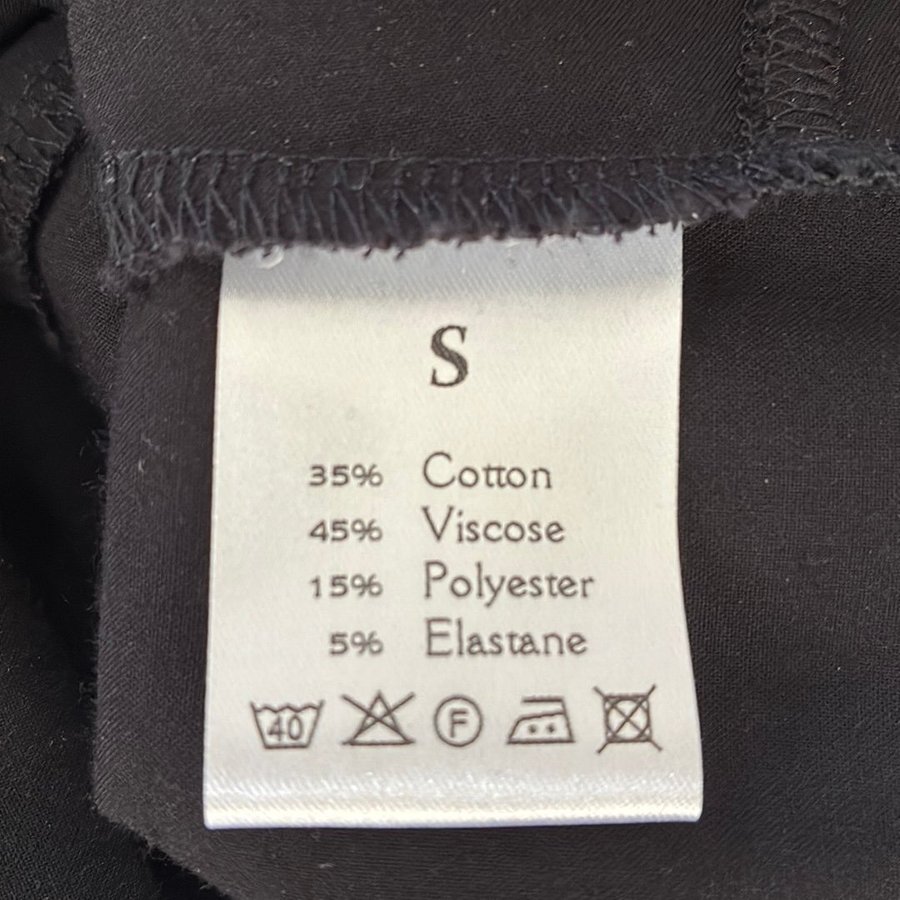 S
35% Cotton
45% Viscose
15% Polyester
5% Elastane
40 F